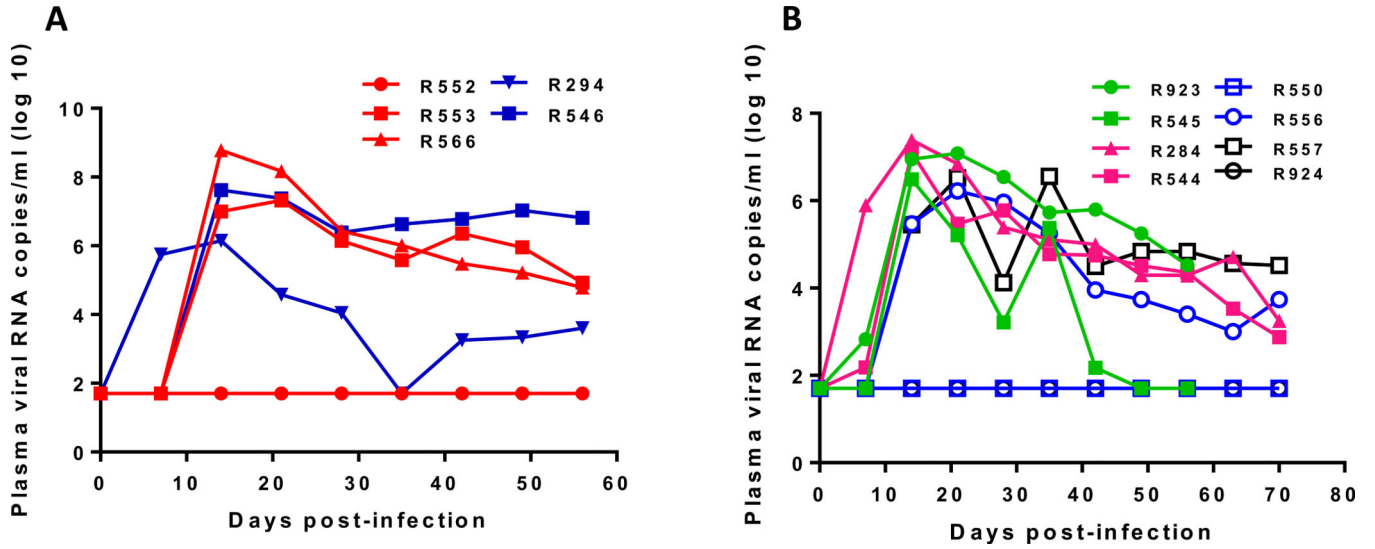 A
Plasma viral RNA copies/ml (log 10)
R552
R553
R566
R294
R546
10
8
6
4
2
0
0 10 20 30 40 50 60
Days post-infection
B
Plasma viral RNA copies/ml (log 10)
R923
R545
R284
R544
R550
R556
R557
R924
8
6
4
2
0
0 10 20 30 40 50 60 70 80
Days post-infection